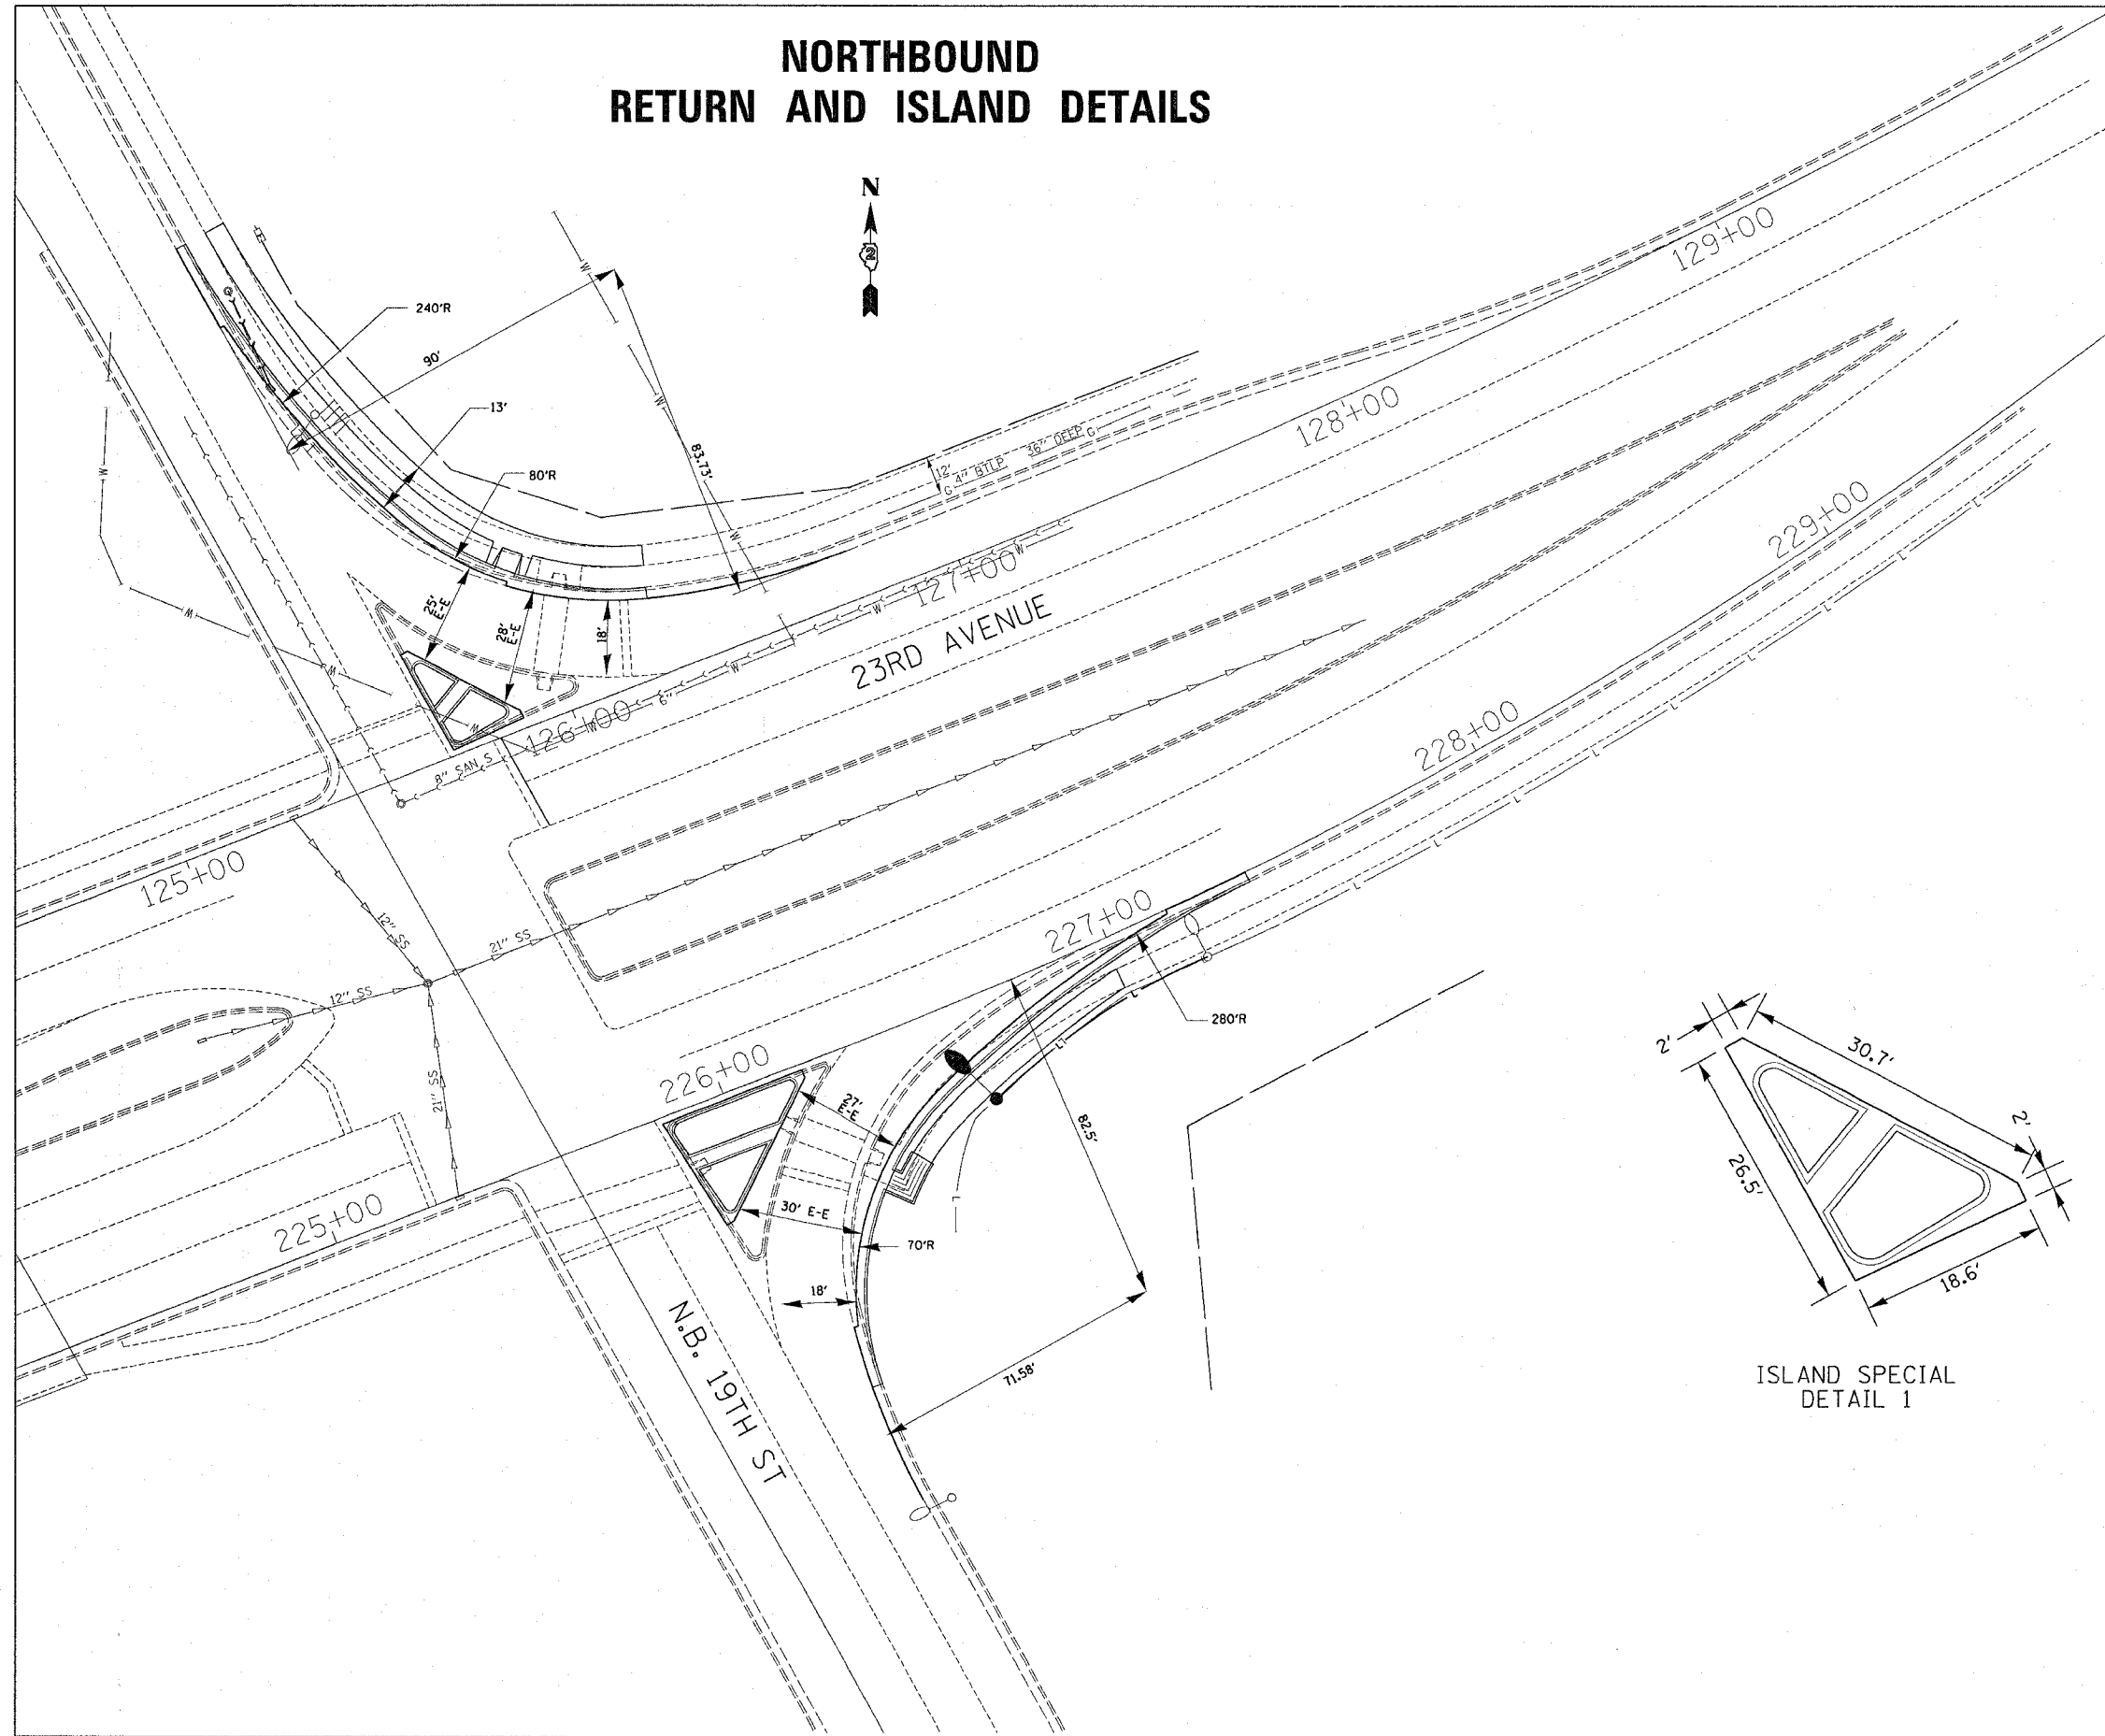 NORTHBOUND
RETURN AND ISLAND DETAILS
N
2
240'R
90'
13'
80'R
83.73'
12'
G 4" BTLP 36" DEEP G
25'
E-E
28'
E-E
18'
129+00
128+00
127+00
126+00
125+00
23RD AVENUE
229+00
228+00
227+00
226+00
225+00
8" SAN S
6"
W
12" SS
21" SS
12" SS
21" SS
280'R
27'
E-E
82.5'
30' E-E
70'R
18'
71.58'
N.B. 19TH ST
L
2'
30.7'
2'
26.5'
18.6'
ISLAND SPECIAL
DETAIL 1